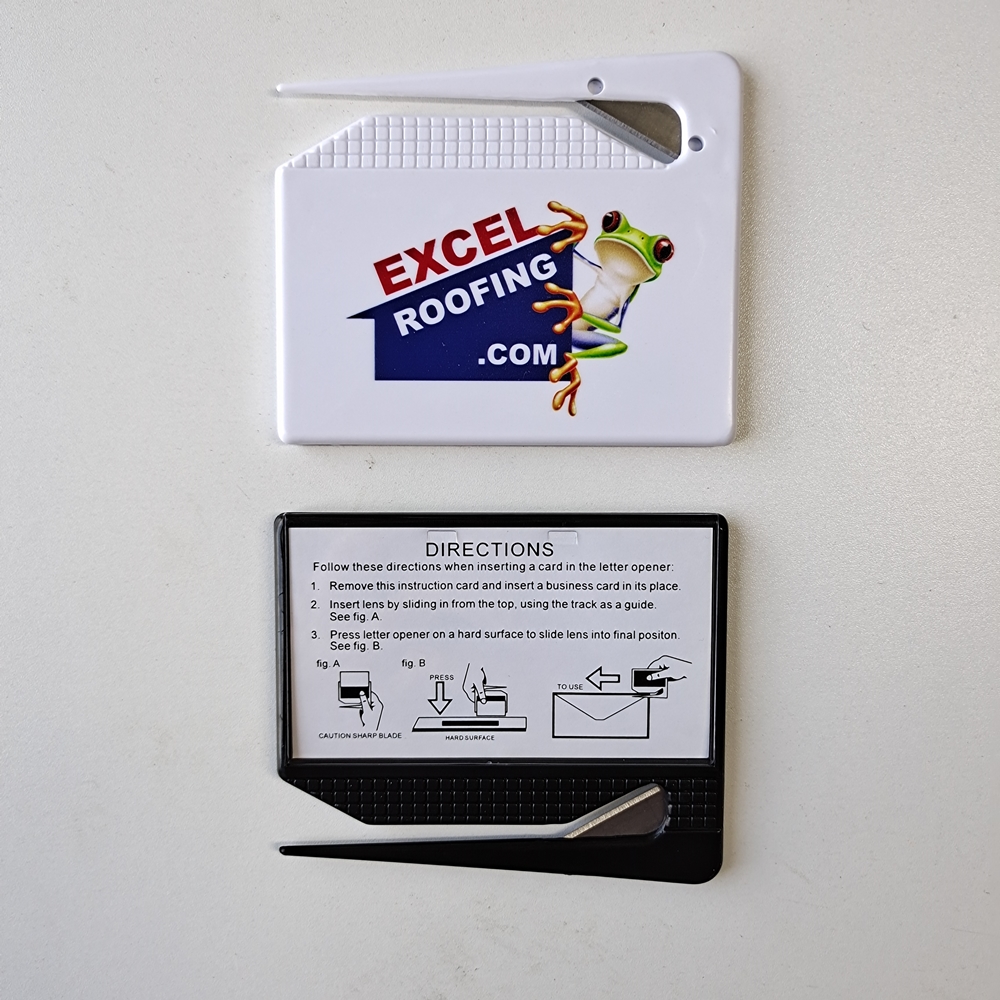 EXCEL
ROOFING
.COM
DIRECTIONS
Follow these directions when inserting a card in the letter opener:
1. Remove this instruction card and insert a business card in its place.
2. Insert lens by sliding in from the top, using the track as a guide.
See fig. A.
3. Press letter opener on a hard surface to slide lens into final positon.
See fig. B.
fig. A
fig. B
PRESS
TO USE
CAUTION SHARP BLADE
HARD SURFACE